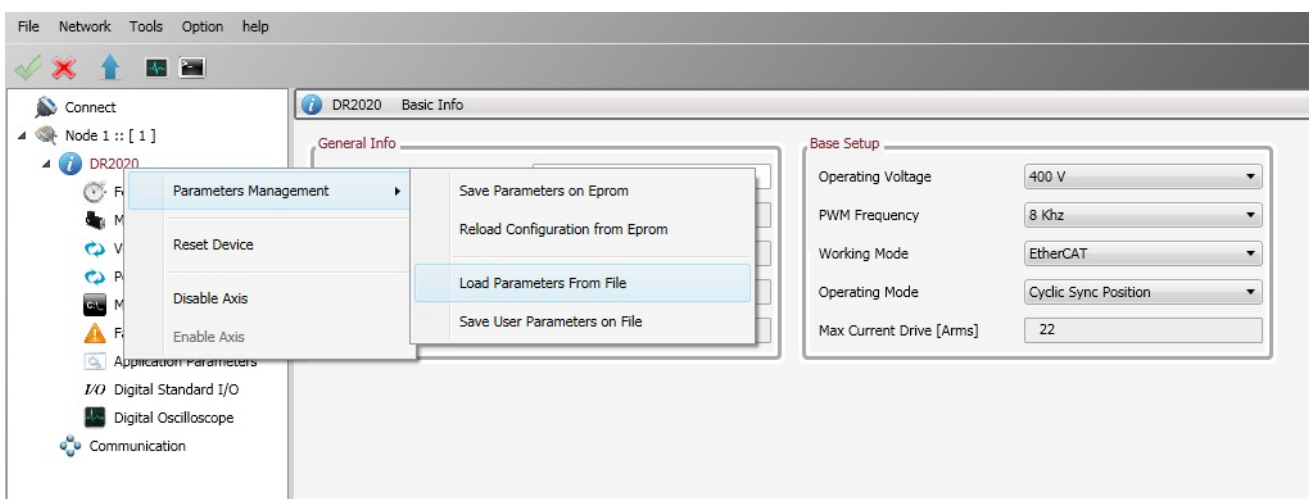 File Network Tools Option help
Connect
Node 1 :: [ 1 ]
DR2020
Application Parameters
I/O Digital Standard I/O
Digital Oscilloscope
Communication
Parameters Management
Reset Device
Disable Axis
Enable Axis
Save Parameters on Eprom
Reload Configuration from Eprom
Load Parameters From File
Save User Parameters on File
DR2020 Basic Info
General Info
Base Setup
Operating Voltage 400 V
PWM Frequency 8 Khz
Working Mode EtherCAT
Operating Mode Cyclic Sync Position
Max Current Drive [Arms] 22